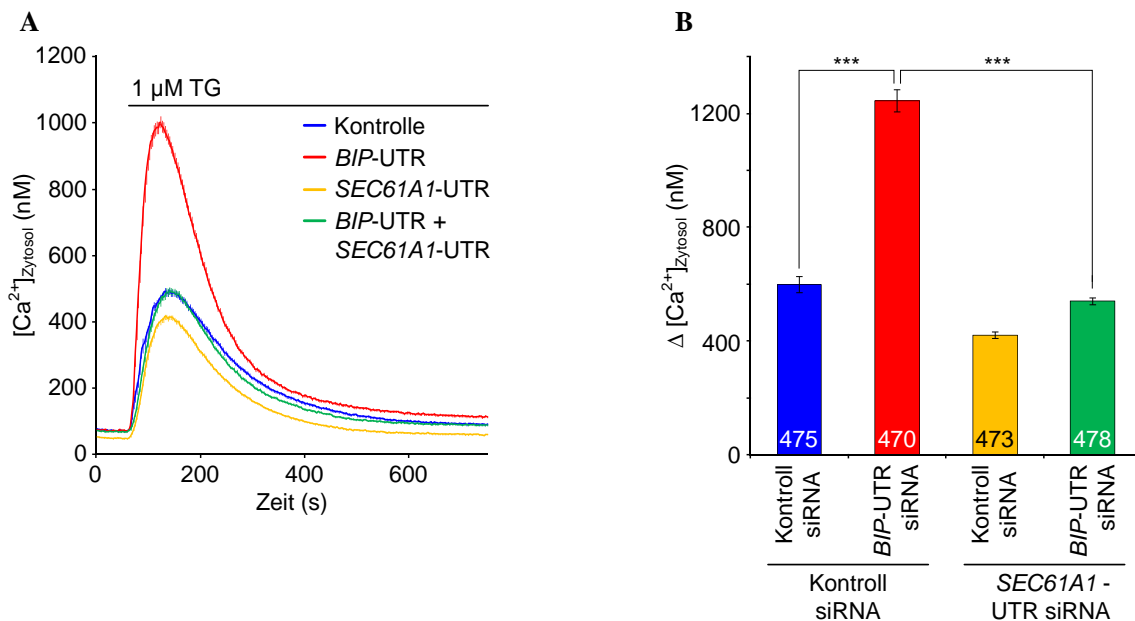 A
1200
1000
800
600
400
200
0
[Ca²⁺]Zytosol (nM)
1 µM TG
Kontrolle
BIP-UTR
SEC61A1-UTR
BIP-UTR +
SEC61A1-UTR
0
200
400
600
Zeit (s)
B
***
***
1200
800
400
0
Δ [Ca²⁺]Zytosol (nM)
475
470
473
478
Kontroll
siRNA
BIP-UTR
siRNA
Kontroll
siRNA
BIP-UTR
siRNA
Kontroll
siRNA
SEC61A1 -
UTR siRNA